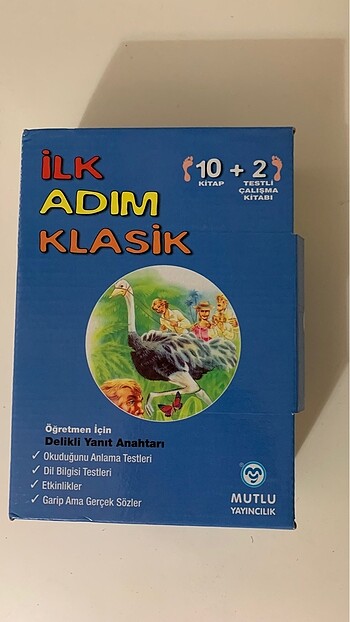 İLK
ADIM
KLASİK
10 + 2
KİTAP
TESTLİ
ÇALIŞMA
KİTABI
Öğretmen İçin
Delikli Yanıt Anahtarı
✓ Okuduğunu Anlama Testleri
✓ Dil Bilgisi Testleri
✓ Etkinlikler
✓ Garip Ama Gerçek Sözler
MUTLU
YAYINCILIK